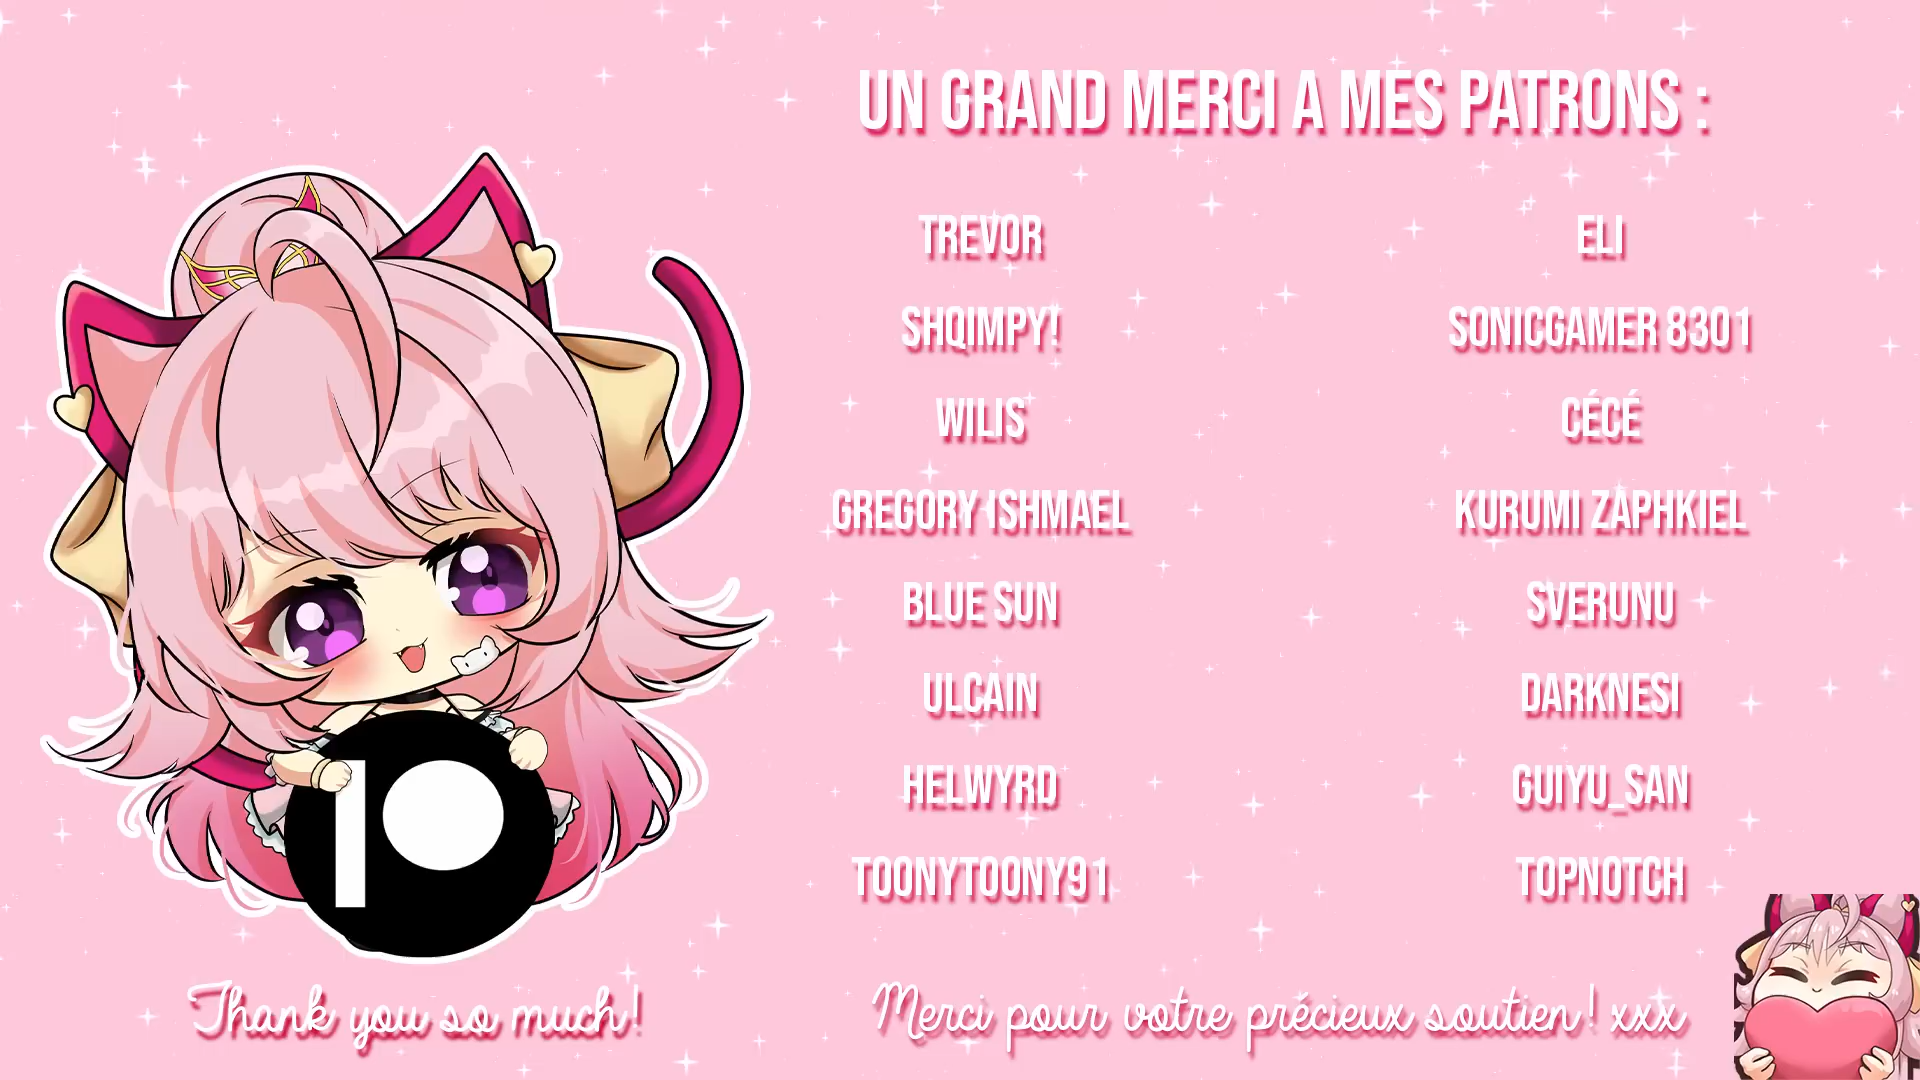 UN GRAND MERCI A MES PATRONS :
TREVOR
ELI
SHQIMPY!
SONICGAMER 8301
WILIS
CÉCÉ
GREGORY ISHMAEL
KURUMI ZAPHKIEL
BLUE SUN
SVERUNU
ULCAIN
DARKNESI
HELWYRD
GUIYU_SAN
TOONYTOONY91
TOPNOTCH
Thank you so much!
Merci pour votre précieux soutien! xxx